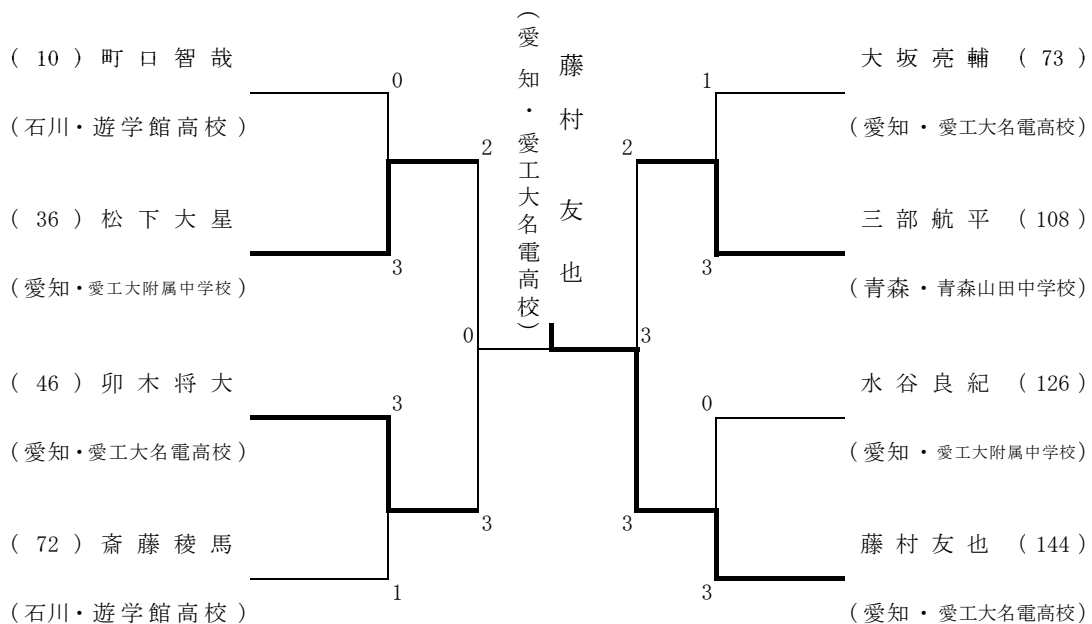 ( 10 ) 町口智哉
(石川・遊学館高校)
( 36 ) 松下大星
(愛知・愛工大附属中学校)
( 46 ) 卯木将大
(愛知・愛工大名電高校)
( 72 ) 斎藤稜馬
(石川・遊学館高校)
0
3
3
1
2
3
0
藤村 友也
(愛知・愛工大名電高校)
3
2
3
1
3
0
3
大坂亮輔 ( 73 )
(愛知・愛工大名電高校)
三部航平 ( 108 )
(青森・青森山田中学校)
水谷良紀 ( 126 )
(愛知・愛工大附属中学校)
藤村友也 ( 144 )
(愛知・愛工大名電高校)